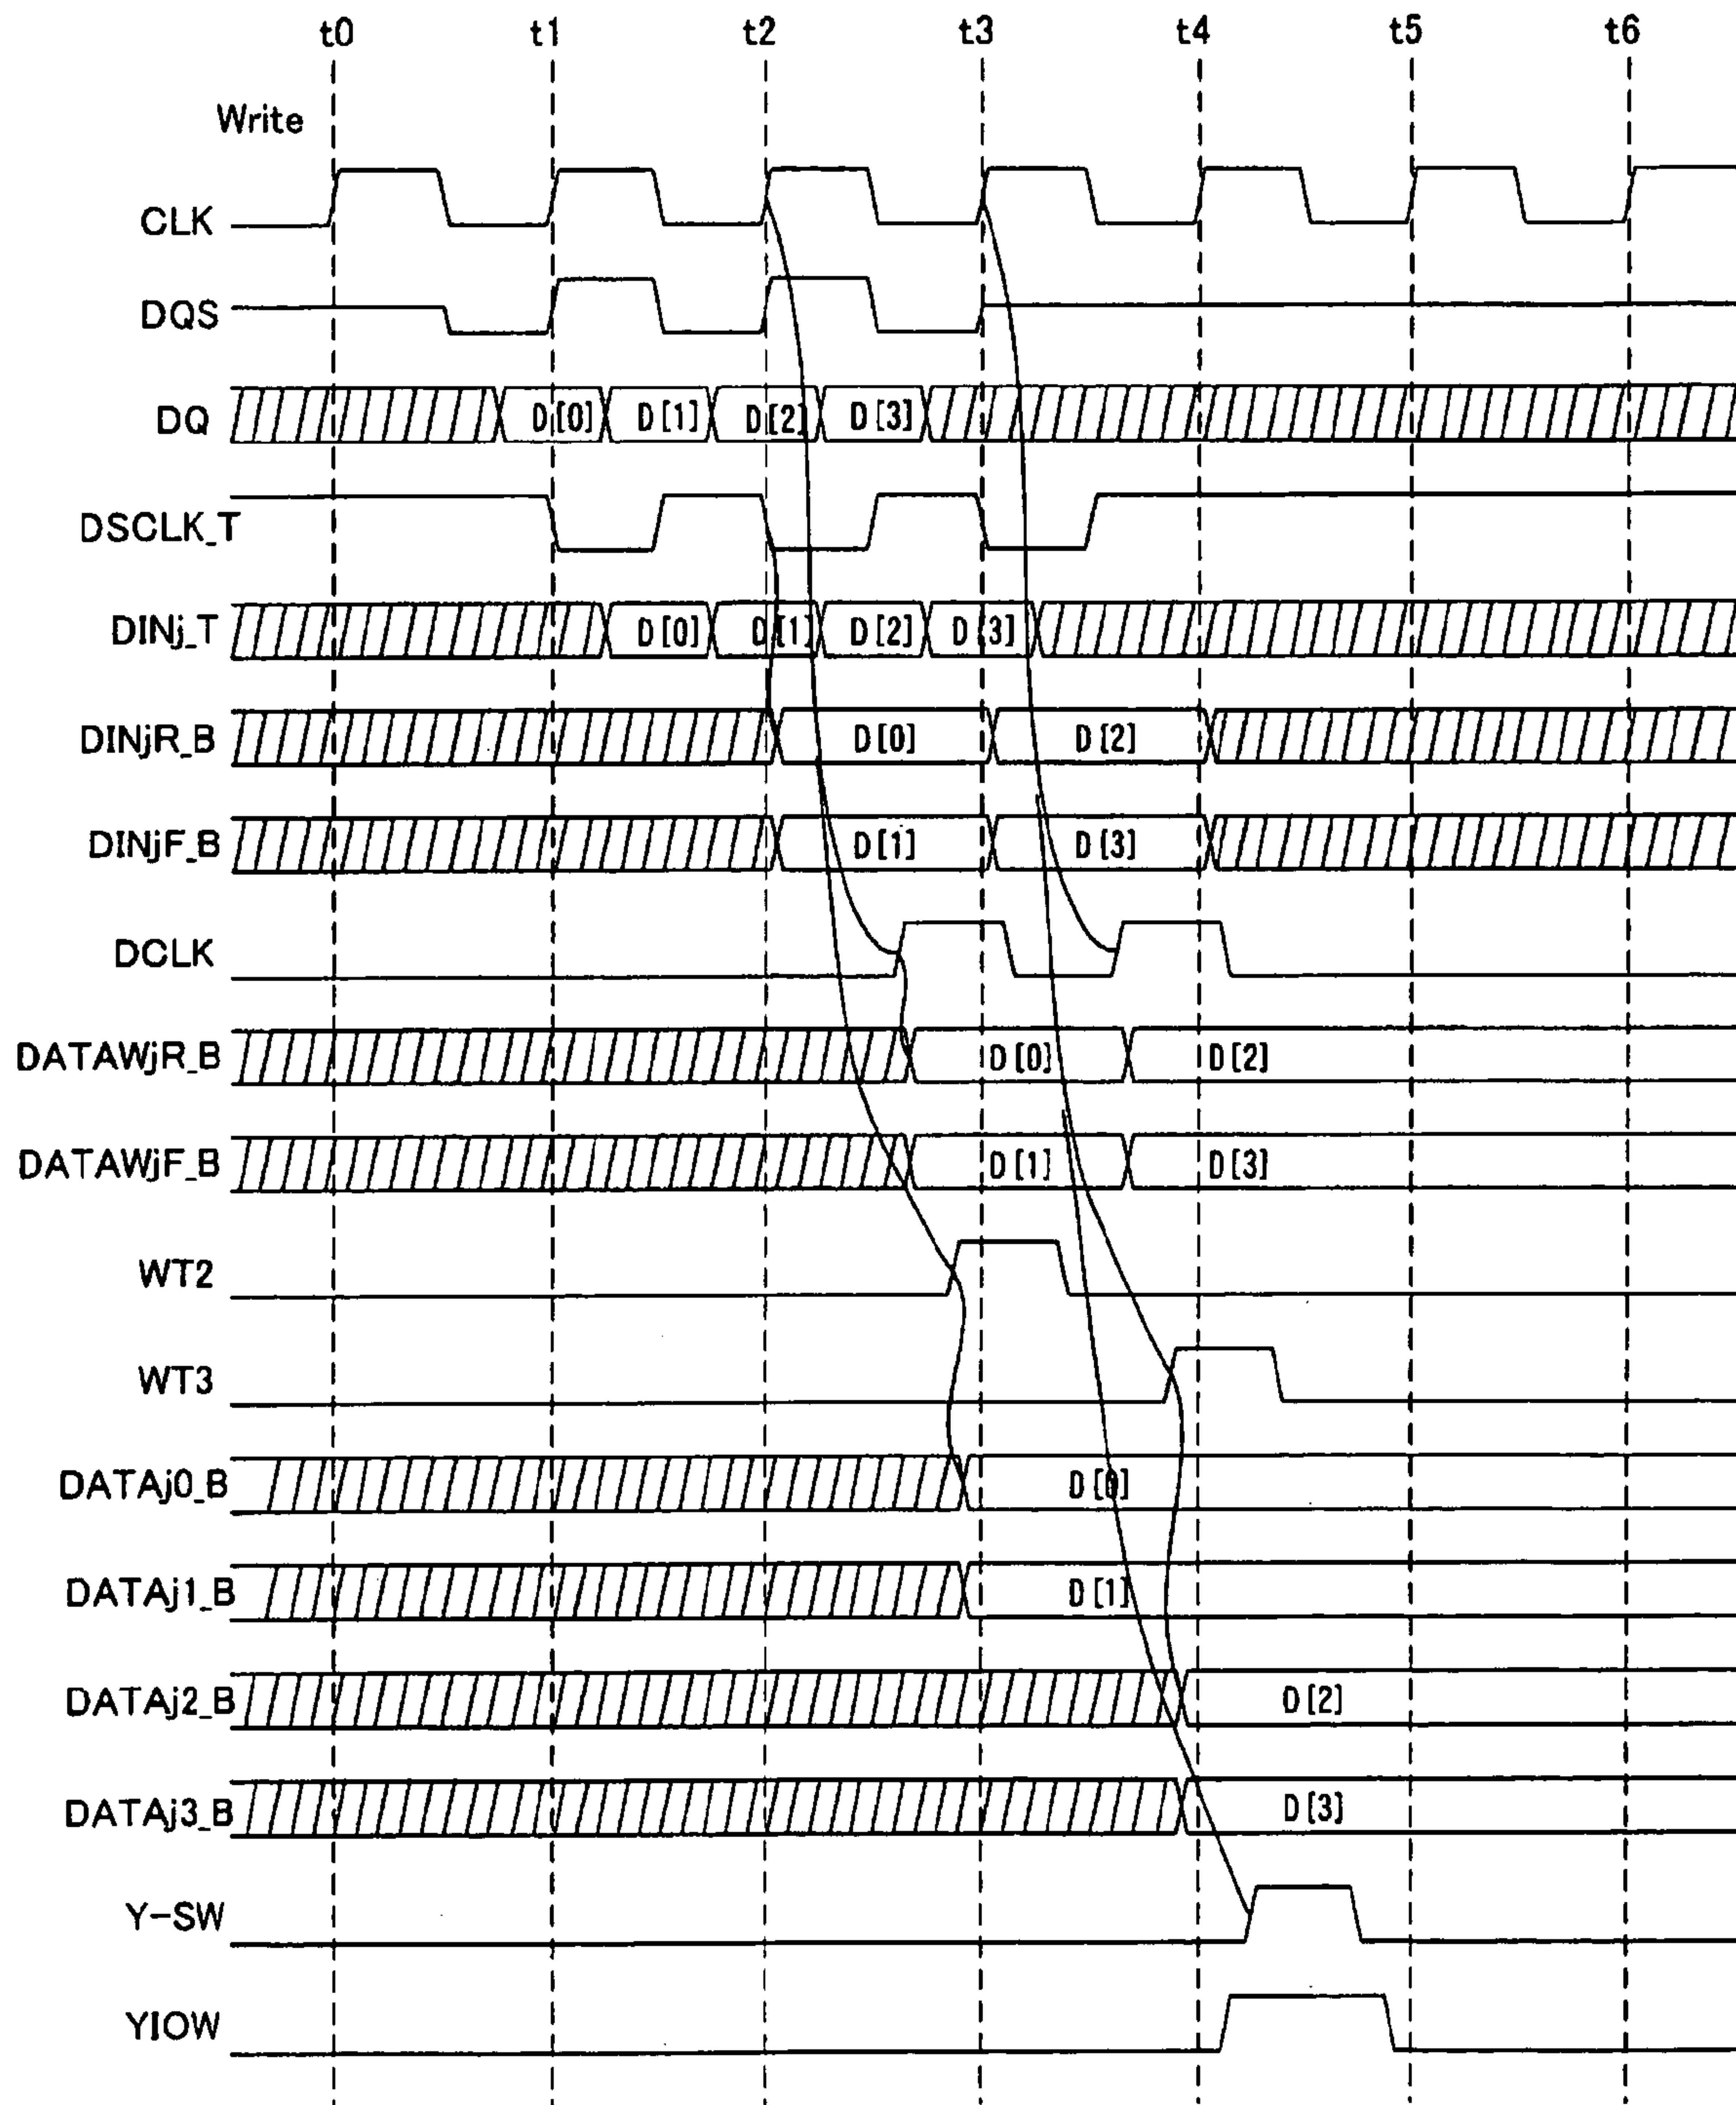 t0 t1 t2 t3 t4 t5 t6
Write
CLK
DQS
DQ D[0] D[1] D[2] D[3]
DSCLK_T
DINj_T D[0] D[1] D[2] D[3]
DINjR_B D[0] D[2]
DINjF_B D[1] D[3]
DCLK
DATAWjR_B D[0] D[2]
DATAWjF_B D[1] D[3]
WT2
WT3
DATAj0_B D[0]
DATAj1_B D[1]
DATAj2_B D[2]
DATAj3_B D[3]
Y-SW
YIOW